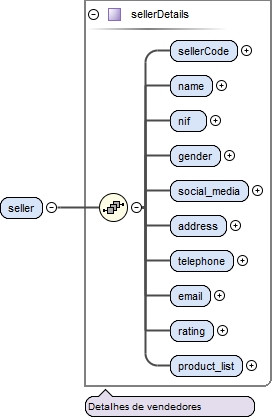 sellerDetails
sellerCode
name
nif
gender
social_media
seller
address
telephone
email
rating
product_list
Detalhes de vendedores